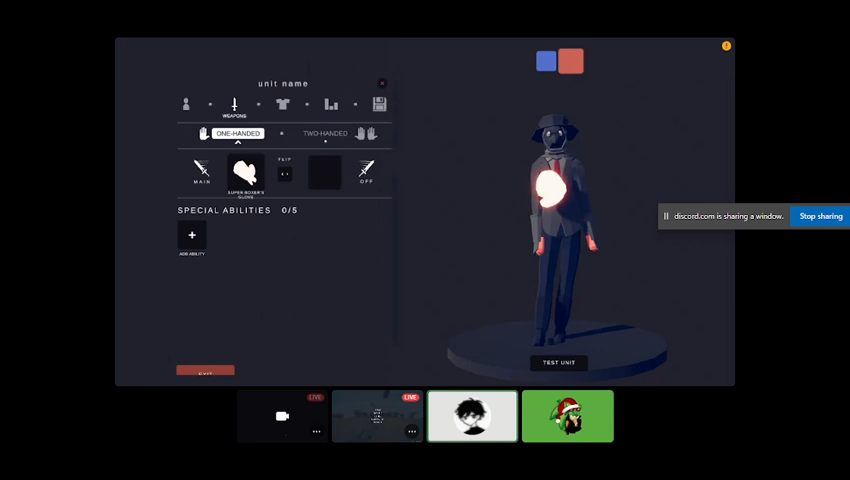 unit name
WEAPONS
ONE-HANDED
TWO-HANDED
MAIN
SUPER BOXER'S
GLOVE
FLIP
OFF
SPECIAL ABILITIES 0/5
ADD ABILITY
EXIT
TEST UNIT
discord.com is sharing a window.
Stop sharing
LIVE
LIVE